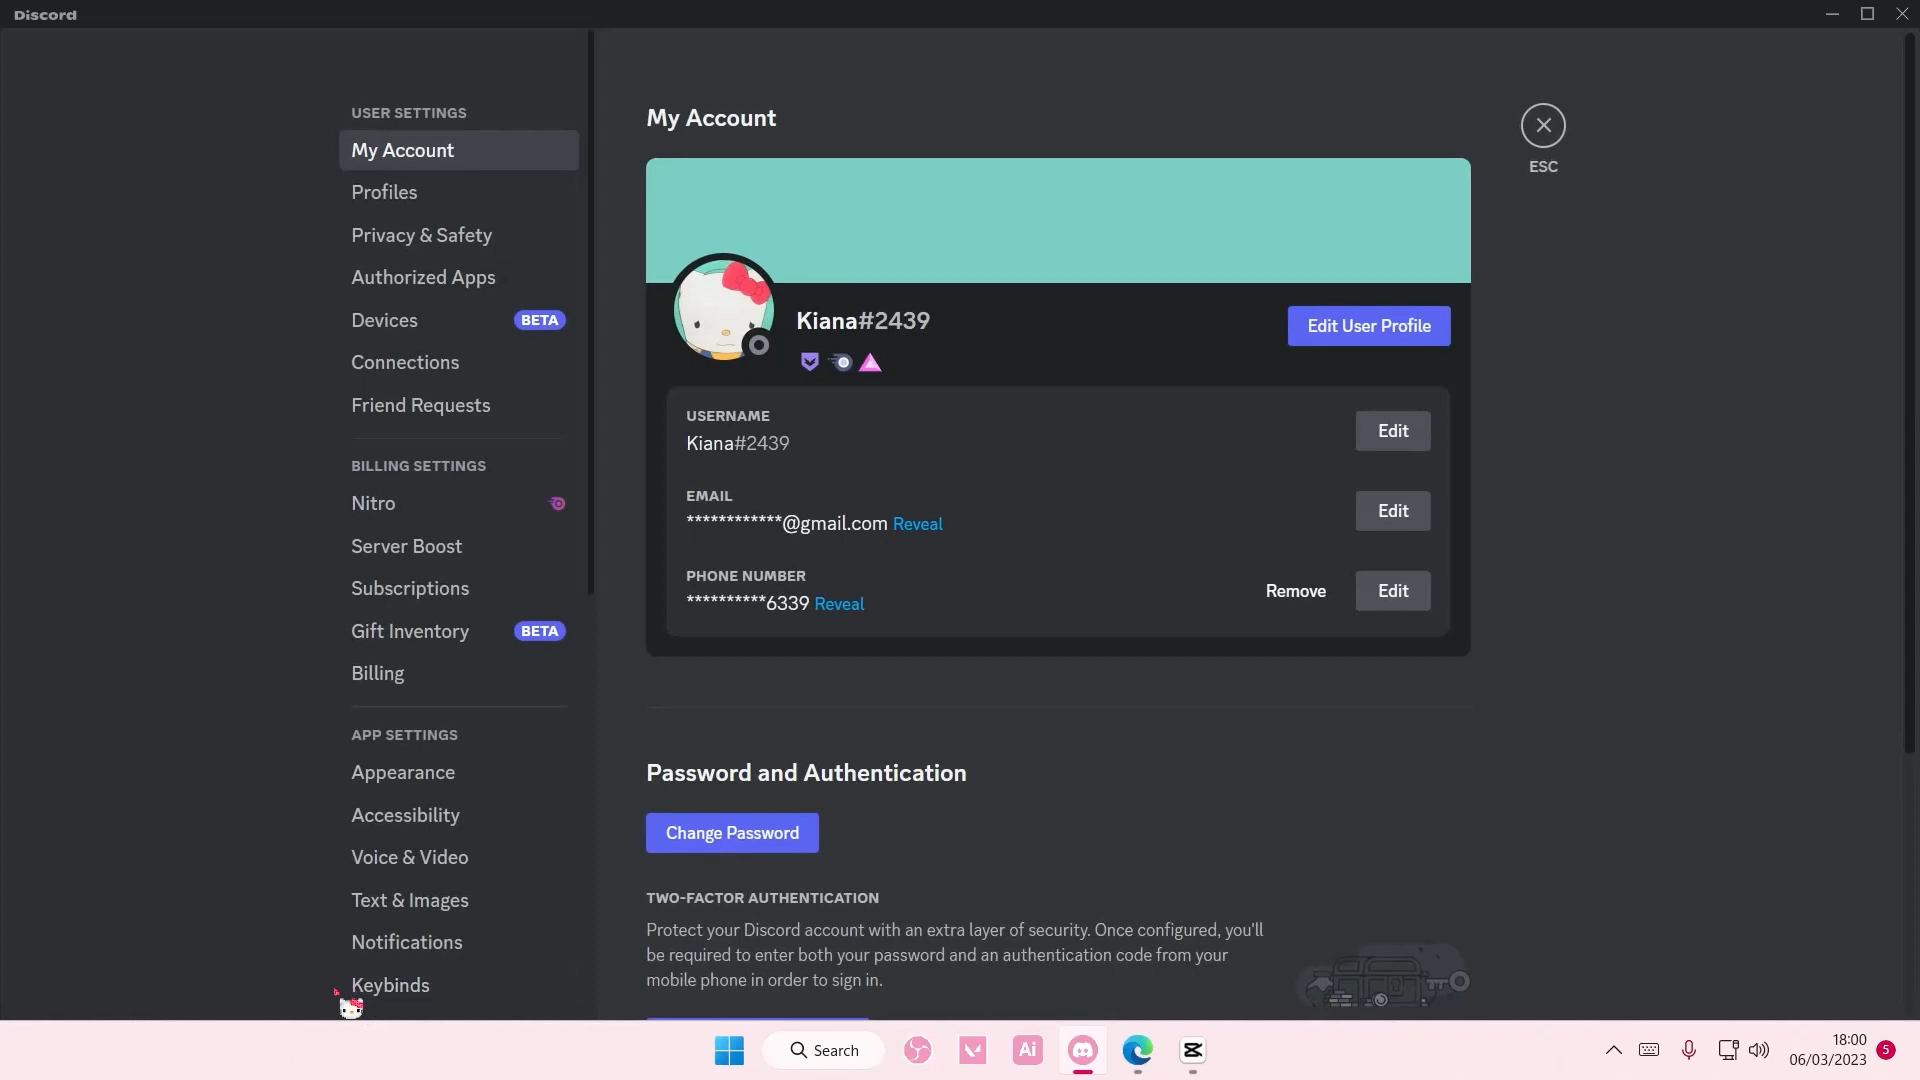 Discord
USER SETTINGS
My Account
Profiles
Privacy & Safety
Authorized Apps
Devices BETA
Connections
Friend Requests
BILLING SETTINGS
Nitro
Server Boost
Subscriptions
Gift Inventory BETA
Billing
APP SETTINGS
Appearance
Accessibility
Voice & Video
Text & Images
Notifications
Keybinds
My Account
ESC
Kiana#2439
Edit User Profile
USERNAME
Kiana#2439
Edit
EMAIL
************@gmail.com Reveal
Edit
PHONE NUMBER
**********6339 Reveal
Remove
Edit
Password and Authentication
Change Password
TWO-FACTOR AUTHENTICATION
Protect your Discord account with an extra layer of security. Once configured, you'll
be required to enter both your password and an authentication code from your
mobile phone in order to sign in.
Search
Ai
18:00
06/03/2023
5